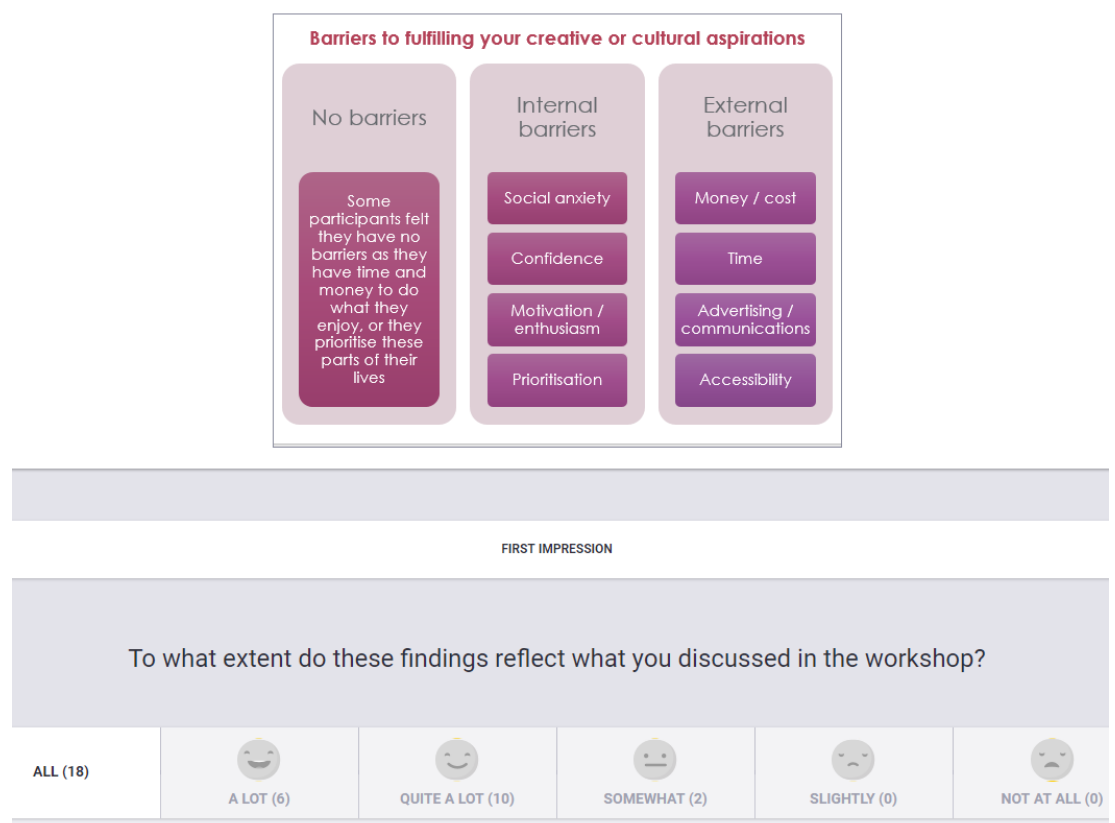 Barriers to fulfilling your creative or cultural aspirations
No barriers
Some
participants felt
they have no
barriers as they
have time and
money to do
what they
enjoy, or they
prioritise these
parts of their
lives
Internal
barriers
Social anxiety
Confidence
Motivation /
enthusiasm
Prioritisation
External
barriers
Money / cost
Time
Advertising /
communications
Accessibility
FIRST IMPRESSION
To what extent do these findings reflect what you discussed in the workshop?
ALL (18)
A LOT (6)
QUITE A LOT (10)
SOMEWHAT (2)
SLIGHTLY (0)
NOT AT ALL (0)